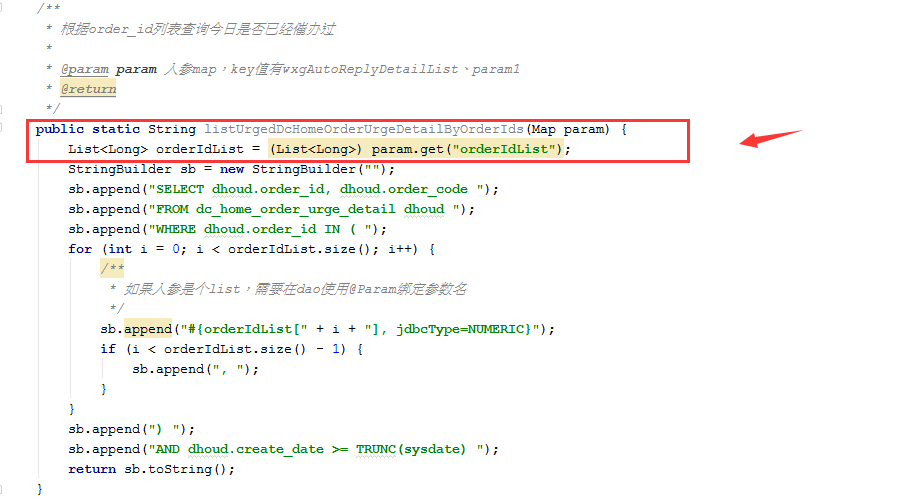 /**
* 根据order_id列表查询今日是否已经催办过
*
* @param param 入参map，key值有wxgAutoReplyDetailList、param1
* @return
*/
public static String listUrgedDcHomeOrderUrgeDetailByOrderIds(Map param) {
List<Long> orderIdList = (List<Long>) param.get("orderIdList");
StringBuilder sb = new StringBuilder("");
sb.append("SELECT dhoud.order_id, dhoud.order_code ");
sb.append("FROM dc_home_order_urge_detail dhoud ");
sb.append("WHERE dhoud.order_id IN ( ");
for (int i = 0; i < orderIdList.size(); i++) {
/**
* 如果入参是个list，需要在dao使用@Param绑定参数名
*/
sb.append("#{orderIdList[" + i + "], jdbcType=NUMERIC}");
if (i < orderIdList.size() - 1) {
sb.append(", ");
}
}
sb.append(") ");
sb.append("AND dhoud.create_date >= TRUNC(sysdate) ");
return sb.toString();
}